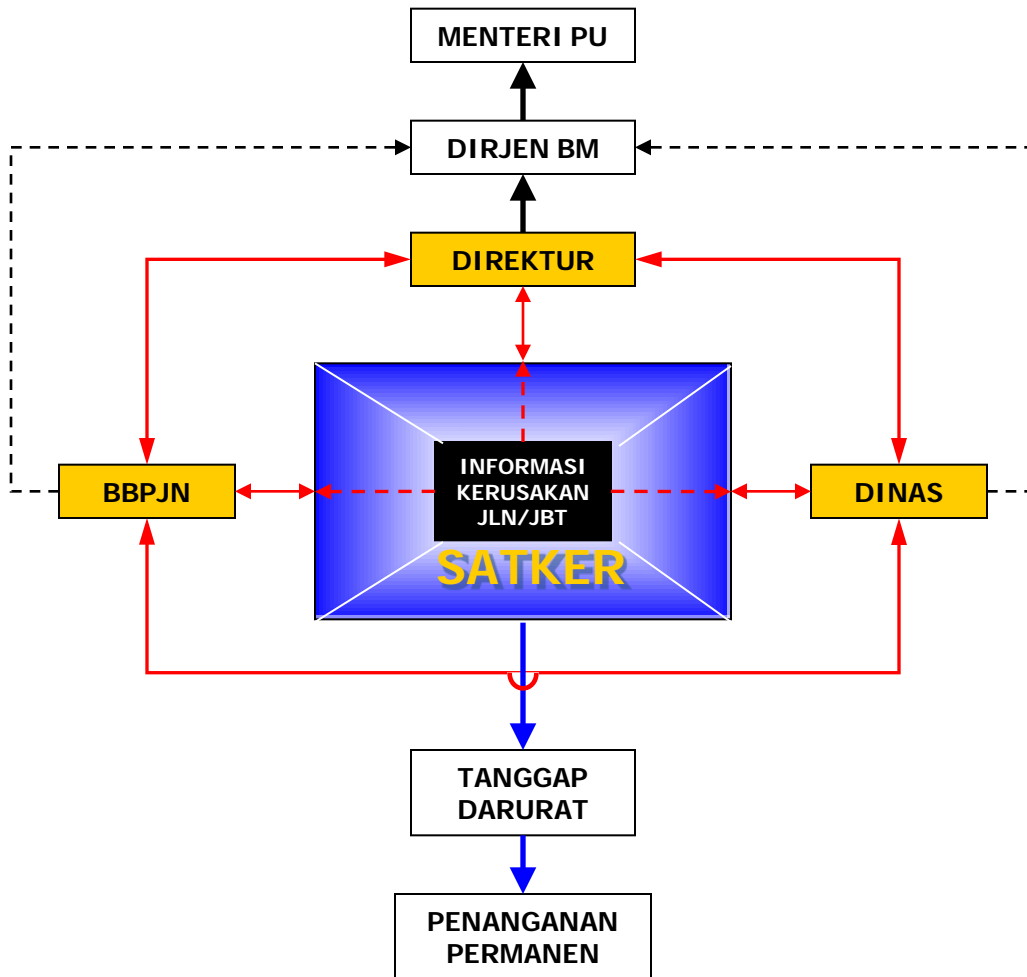 MENTERI PU
DIRJEN BM
DIREKTUR
BBPJN
INFORMASI
KERUSAKAN
JLN/JBT
SATKER
DINAS
TANGGAP
DARURAT
PENANGANAN
PERMANEN